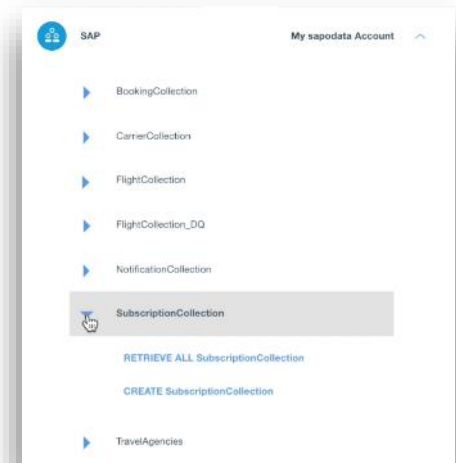 SAP My sapodata Account
BookingCollection
CarrierCollection
FlightCollection
FlightCollection_DQ
NotificationCollection
SubscriptionCollection
RETRIEVE ALL SubscriptionCollection
CREATE SubscriptionCollection
TravelAgencies